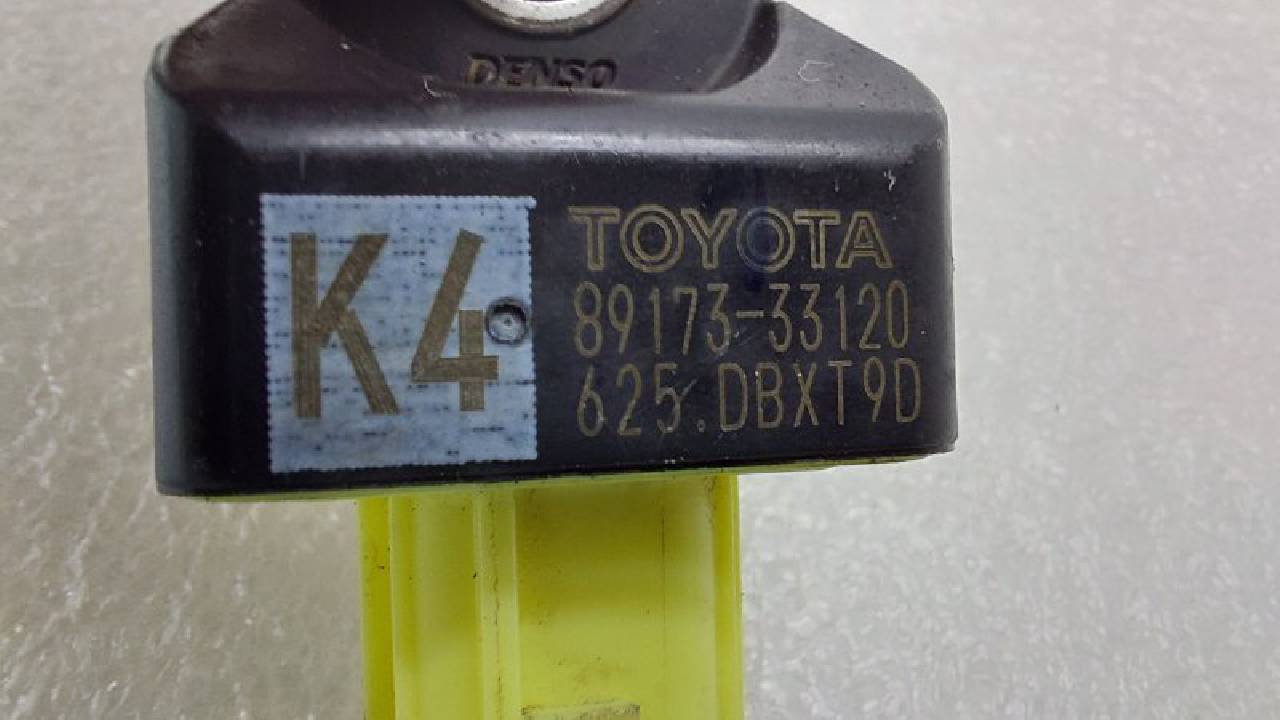 DENSO
K4
TOYOTA
89173-33120
625.DBXT9D